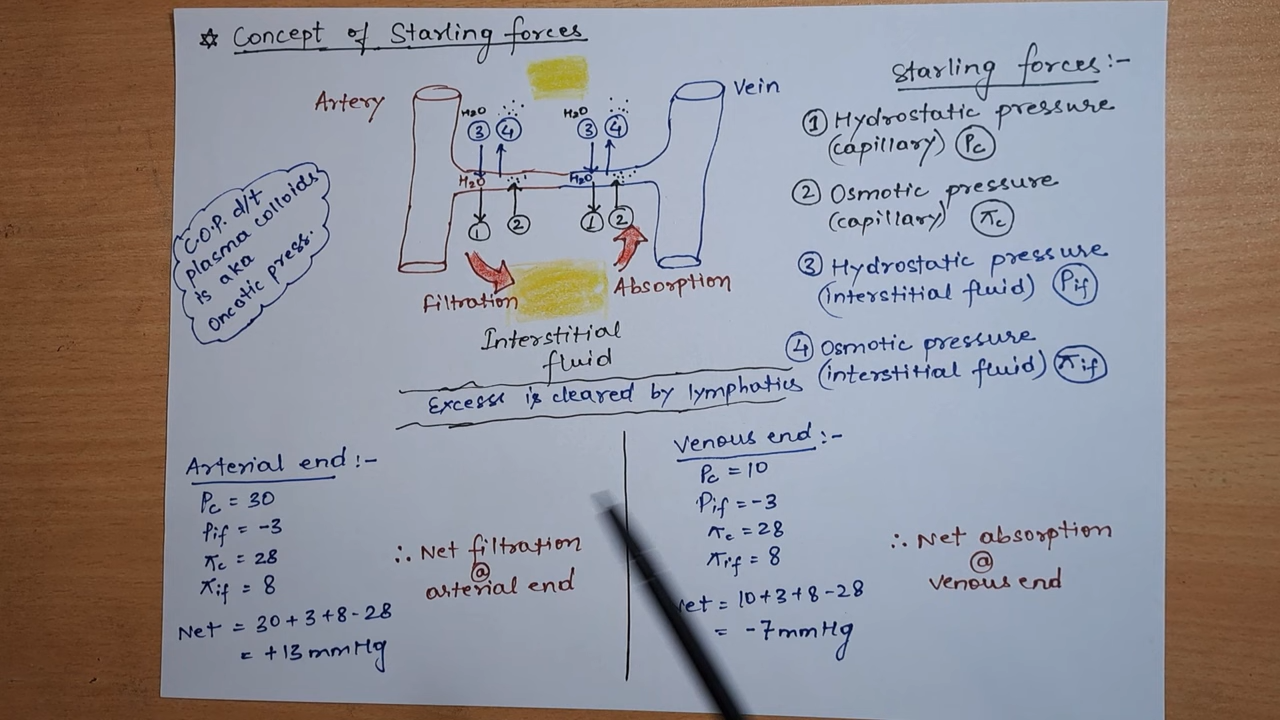 ☆ Concept of Starling forces
Artery
Vein
H₂O
3
4
H₂O
3
4
H₂O
H₂O
1
2
1
2
Filtration
Absorption
Interstitial
fluid
Excess is cleared by lymphatics
C.O.P. d/t
plasma colloids
is aka
Oncotic press.
Starling forces:-
① Hydrostatic pressure
(capillary) Pc
② Osmotic pressure
(capillary) πc
③ Hydrostatic pressure
(interstitial fluid) Pif
④ Osmotic pressure
(interstitial fluid) πif
Arterial end :-
Pc = 30
Pif = -3
πc = 28
πif = 8
Net = 30+3+8-28
= +13 mmHg
∴ Net filtration
@
arterial end
Venous end :-
Pc = 10
Pif = -3
πc = 28
πif = 8
= 10+3+8-28
= -7 mmHg
∴ Net absorption
@
venous end